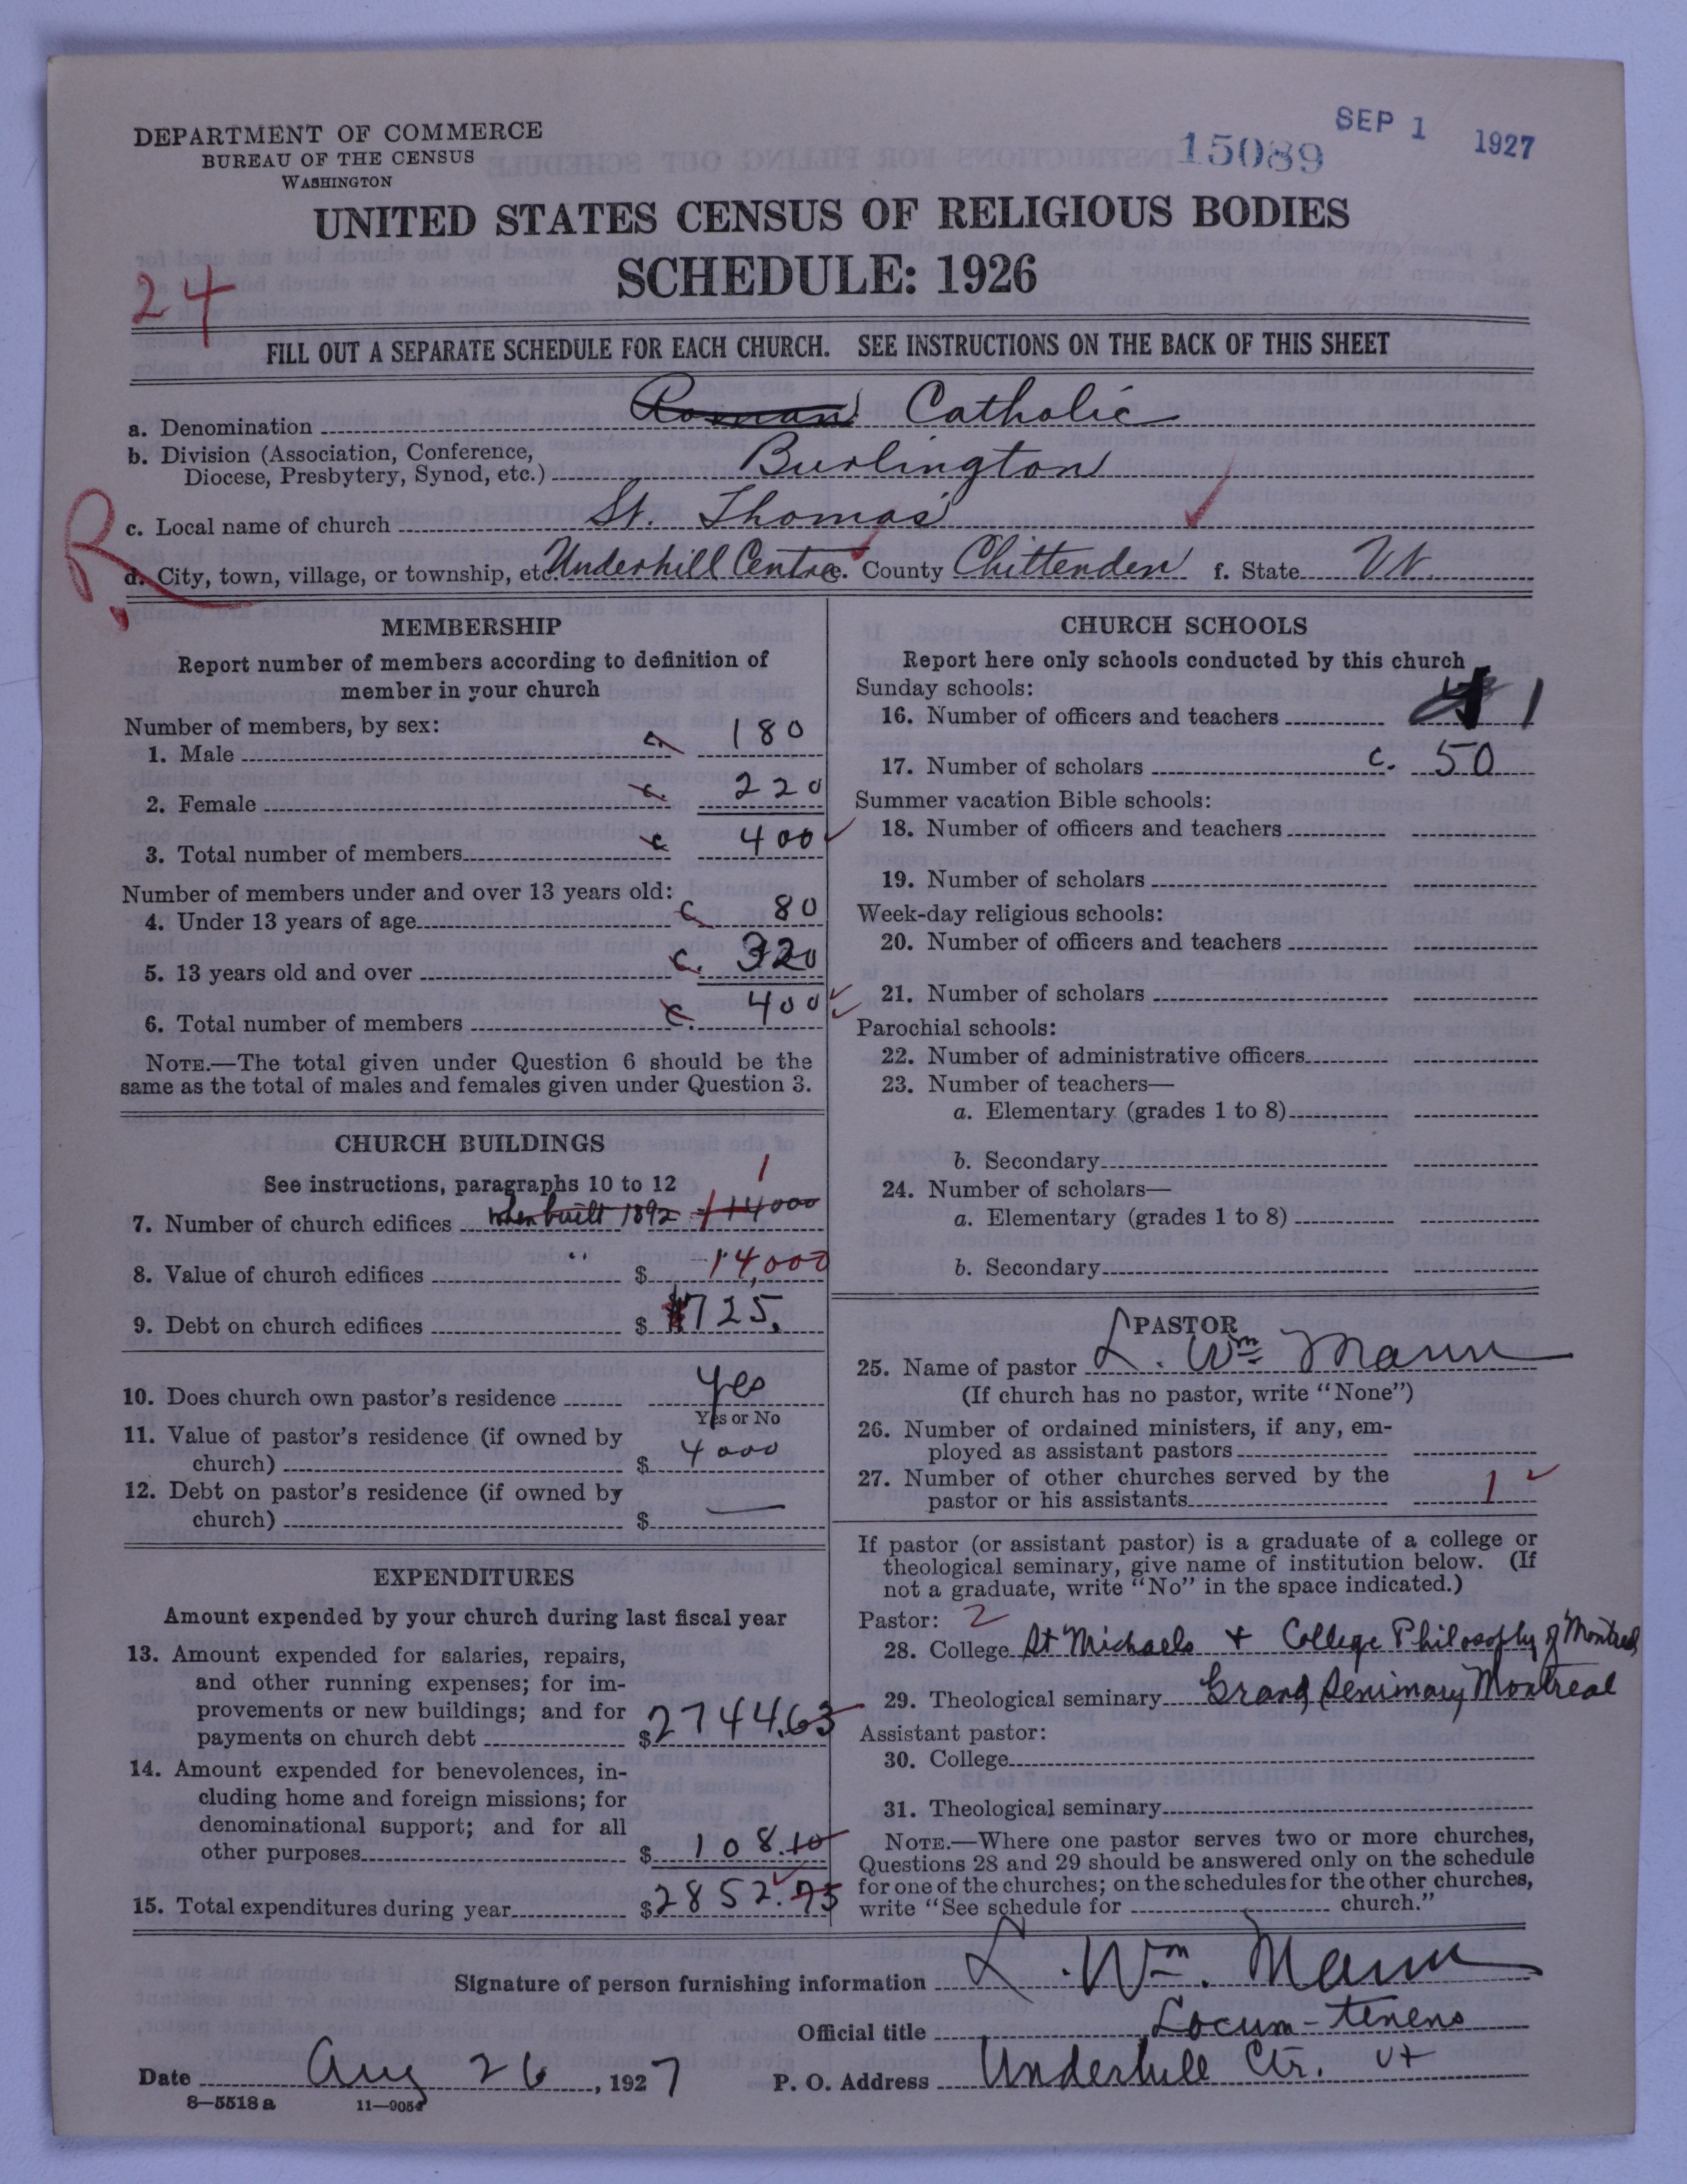 DEPARTMENT OF COMMERCE
BUREAU OF THE CENSUS
WASHINGTON
15089
SEP 1 1927
UNITED STATES CENSUS OF RELIGIOUS BODIES
SCHEDULE: 1926
24
FILL OUT A SEPARATE SCHEDULE FOR EACH CHURCH. SEE INSTRUCTIONS ON THE BACK OF THIS SHEET
a. Denomination Roman Catholic
b. Division (Association, Conference,
Diocese, Presbytery, Synod, etc.) Burlington
R
c. Local name of church St. Thomas
d. City, town, village, or township, etc. Underhill Centre e. County Chittenden f. State Vt.
MEMBERSHIP
Report number of members according to definition of
member in your church
Number of members, by sex:
1. Male c. 180
2. Female c. 220
3. Total number of members c 400
Number of members under and over 13 years old:
4. Under 13 years of age c 80
5. 13 years old and over c. 320
6. Total number of members c. 400
NOTE.—The total given under Question 6 should be the
same as the total of males and females given under Question 3.
CHURCH BUILDINGS
See instructions, paragraphs 10 to 12
1
7. Number of church edifices when built 1892 14000
8. Value of church edifices " $ 14,000
9. Debt on church edifices $ 725.
10. Does church own pastor's residence yes
Yes or No
11. Value of pastor's residence (if owned by
church) $ 4000
12. Debt on pastor's residence (if owned by
church) $ —
EXPENDITURES
Amount expended by your church during last fiscal year
13. Amount expended for salaries, repairs,
and other running expenses; for im-
provements or new buildings; and for
payments on church debt $ 2744.63
14. Amount expended for benevolences, in-
cluding home and foreign missions; for
denominational support; and for all
other purposes $ 108.10
15. Total expenditures during year $ 2852.73
CHURCH SCHOOLS
Report here only schools conducted by this church
Sunday schools:
16. Number of officers and teachers 1
17. Number of scholars c. 50
Summer vacation Bible schools:
18. Number of officers and teachers
19. Number of scholars
Week-day religious schools:
20. Number of officers and teachers
21. Number of scholars
Parochial schools:
22. Number of administrative officers
23. Number of teachers—
a. Elementary (grades 1 to 8)
b. Secondary
24. Number of scholars—
a. Elementary (grades 1 to 8)
b. Secondary
PASTOR
25. Name of pastor L. Wm Mann
(If church has no pastor, write "None")
26. Number of ordained ministers, if any, em-
ployed as assistant pastors
27. Number of other churches served by the
pastor or his assistants 1
If pastor (or assistant pastor) is a graduate of a college or
theological seminary, give name of institution below. (If
not a graduate, write "No" in the space indicated.)
Pastor: 2
28. College St Michaels + College Philosophy of Montreal
29. Theological seminary Grand Seminary Montreal
Assistant pastor:
30. College
31. Theological seminary
NOTE.—Where one pastor serves two or more churches,
Questions 28 and 29 should be answered only on the schedule
for one of the churches; on the schedules for the other churches,
write "See schedule for church."
Signature of person furnishing information L. Wm. Mann
Official title Locum-tenens
Date Aug 26, 1927 P. O. Address Underhill Ctr. Vt
8—5518 a 11—9054